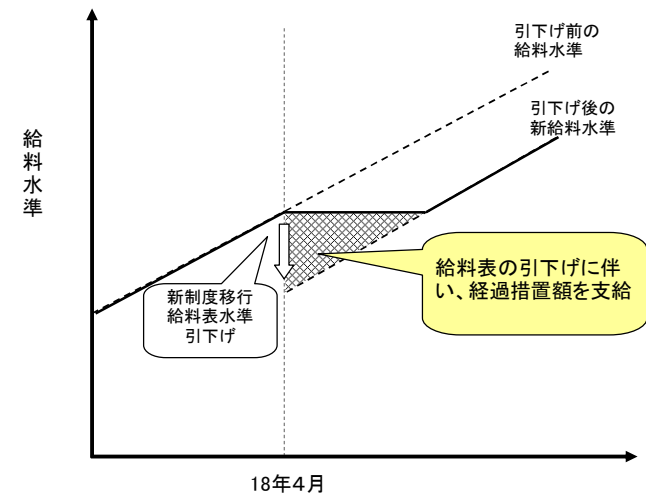 引下げ前の
給料水準
引下げ後の
新給料水準
給料水準
給料表の引下げに伴
い、経過措置額を支給
新制度移行
給料表水準
引下げ
18年4月